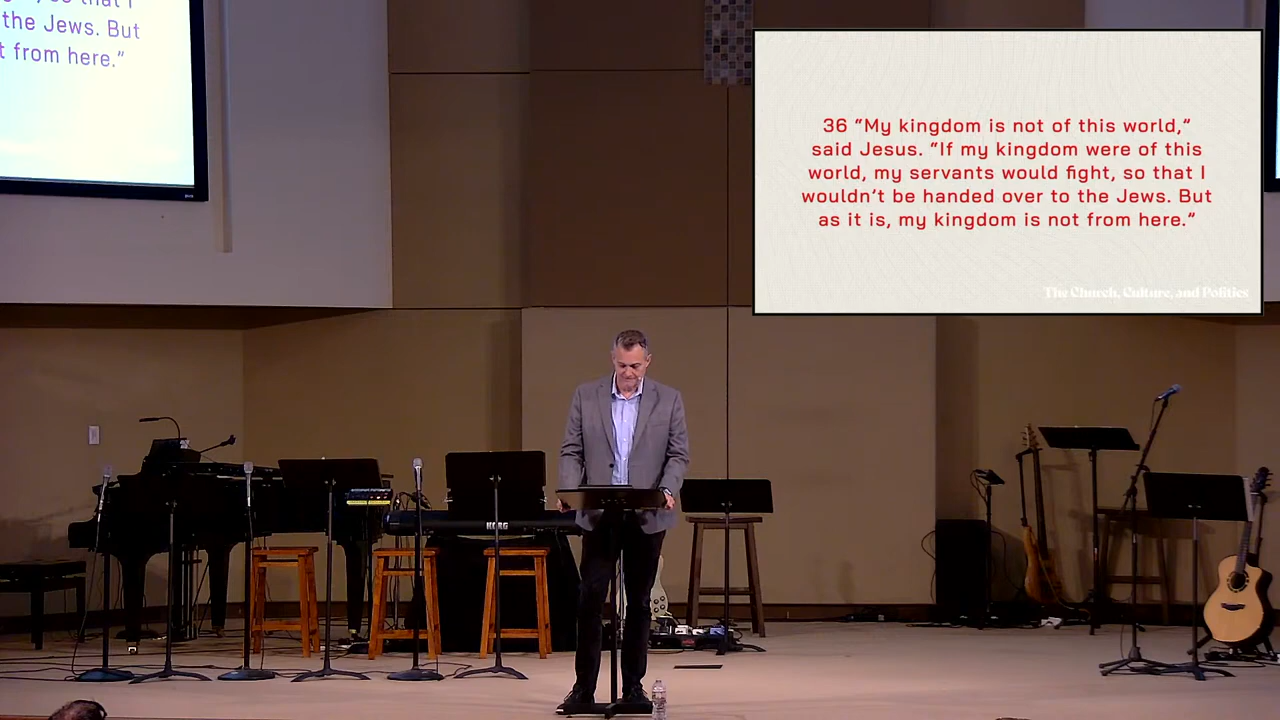 the Jews. But
t from here.”
36 “My kingdom is not of this world,”
said Jesus. “If my kingdom were of this
world, my servants would fight, so that I
wouldn’t be handed over to the Jews. But
as it is, my kingdom is not from here.”
The Church, Culture, and Politics
KORG